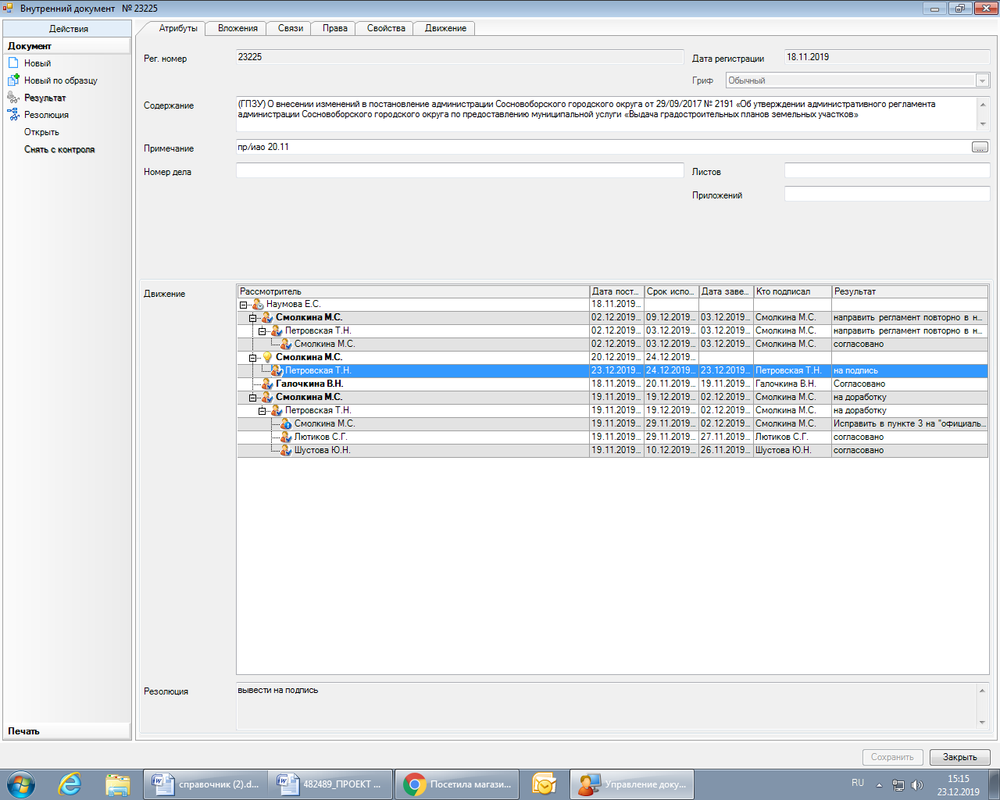 Внутренний документ № 23225
Действия
Документ
Новый
Новый по образцу
Результат
Резолюция
Открыть
Снять с контроля
Печать
Атрибуты Вложения Связи Права Свойства Движение
Рег. номер 23225 Дата регистрации 18.11.2019
Гриф Обычный
Содержание (ГПЗУ) О внесении изменений в постановление администрации Сосновоборского городского округа от 29/09/2017 № 2191 «Об утверждении административного регламента
администрации Сосновоборского городского округа по предоставлению муниципальной услуги «Выдача градостроительных планов земельных участков»
Примечание пр/иао 20.11 ...
Номер дела Листов
Приложений
Движение
Рассмотритель Дата пост... Срок испо... Дата заве... Кто подписал Результат
Наумова Е.С. 18.11.2019...
Смолкина М.С. 02.12.2019... 09.12.2019... 03.12.2019... Смолкина М.С. направить регламент повторно в н...
Петровская Т.Н. 02.12.2019... 03.12.2019... 03.12.2019... Смолкина М.С. направить регламент повторно в н...
Смолкина М.С. 02.12.2019... 03.12.2019... 03.12.2019... Смолкина М.С. согласовано
Смолкина М.С. 20.12.2019... 24.12.2019...
Петровская Т.Н. 23.12.2019... 24.12.2019... 23.12.2019... Петровская Т.Н. на подпись
Галочкина В.Н. 18.11.2019... 20.11.2019... 19.11.2019... Галочкина В.Н. Согласовано
Смолкина М.С. 19.11.2019... 19.12.2019... 02.12.2019... Смолкина М.С. на доработку
Петровская Т.Н. 19.11.2019... 19.12.2019... 02.12.2019... Смолкина М.С. на доработку
Смолкина М.С. 19.11.2019... 29.11.2019... 02.12.2019... Смолкина М.С. Исправить в пункте 3 на "официаль...
Лютиков С.Г. 19.11.2019... 29.11.2019... 27.11.2019... Лютиков С.Г. согласовано
Шустова Ю.Н. 19.11.2019... 10.12.2019... 26.11.2019... Шустова Ю.Н. согласовано
Резолюция вывести на подпись
Сохранить Закрыть
справочник (2).d... 482489_ПРОЕКТ ... Посетила магази... Управление доку... RU 15:15
23.12.2019